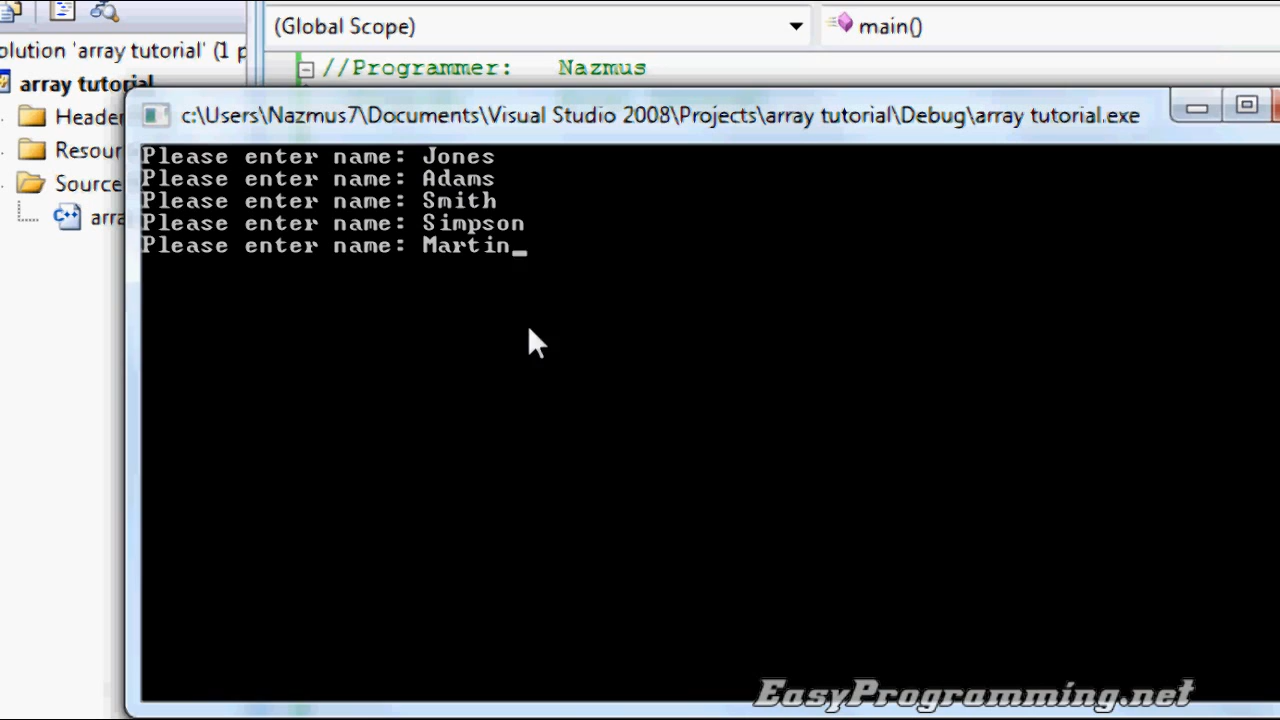 (Global Scope)
main()
olution 'array tutorial' (1 p
array tutorial
//Programmer: Nazmus
c:\Users\Nazmus7\Documents\Visual Studio 2008\Projects\array tutorial\Debug\array tutorial.exe
Header
Resour
Source
arra
Please enter name: Jones
Please enter name: Adams
Please enter name: Smith
Please enter name: Simpson
Please enter name: Martin_
EasyProgramming.net